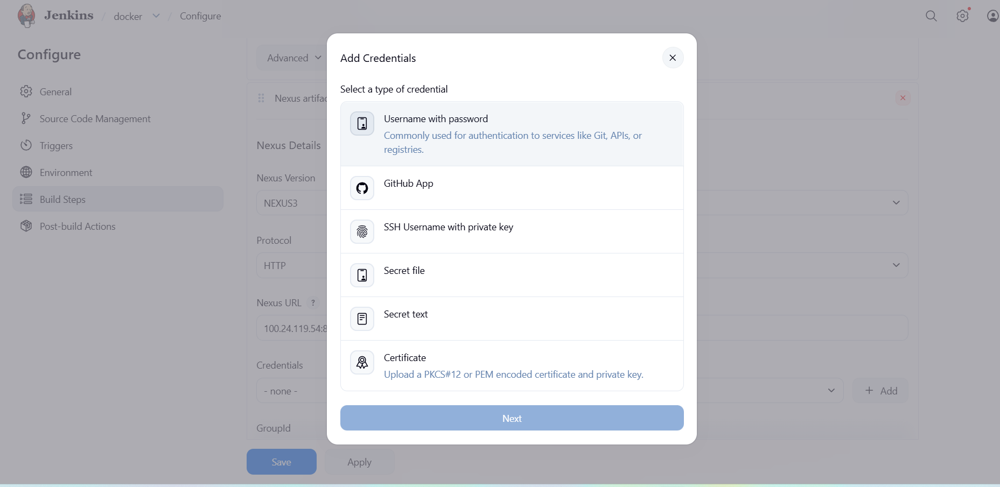 Jenkins / docker / Configure
Configure
General
Source Code Management
Triggers
Environment
Build Steps
Post-build Actions
Advanced
Nexus artifac
Nexus Details
Nexus Version
NEXUS3
Protocol
HTTP
Nexus URL ?
100.24.119.54:8
Credentials
- none -
+ Add
GroupId
Save
Apply
Add Credentials
Select a type of credential
Username with password
Commonly used for authentication to services like Git, APIs, or
registries.
GitHub App
SSH Username with private key
Secret file
Secret text
Certificate
Upload a PKCS#12 or PEM encoded certificate and private key.
Next